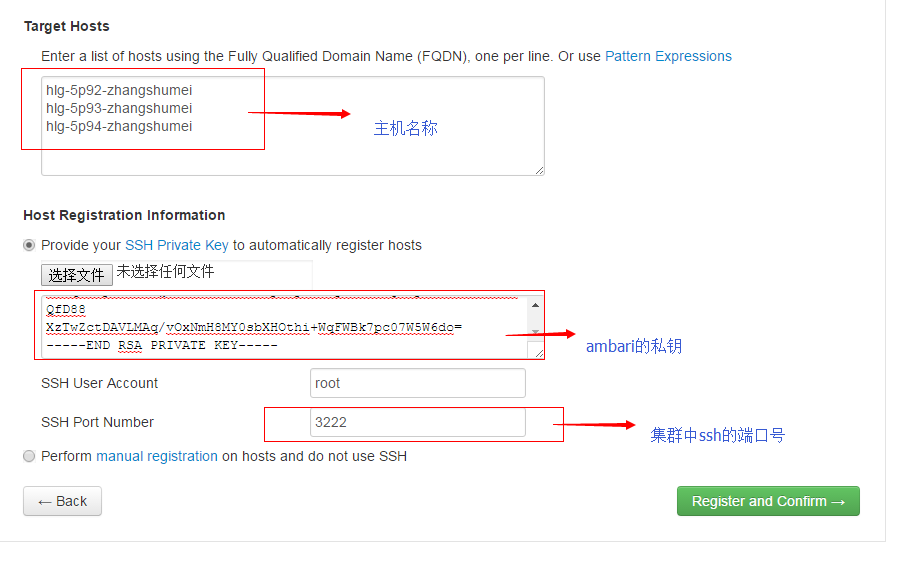 Target Hosts
Enter a list of hosts using the Fully Qualified Domain Name (FQDN), one per line. Or use Pattern Expressions
hlg-5p92-zhangshumei
hlg-5p93-zhangshumei
hlg-5p94-zhangshumei
主机名称
Host Registration Information
Provide your SSH Private Key to automatically register hosts
选择文件 未选择任何文件
QfD88
XzTwZctDAVLMAg/vOxNmH8MY0sbXHOthi+WgFWBk7pc07W5W6do=
-----END RSA PRIVATE KEY-----
ambari的私钥
SSH User Account root
SSH Port Number 3222
集群中ssh的端口号
Perform manual registration on hosts and do not use SSH
← Back
Register and Confirm →